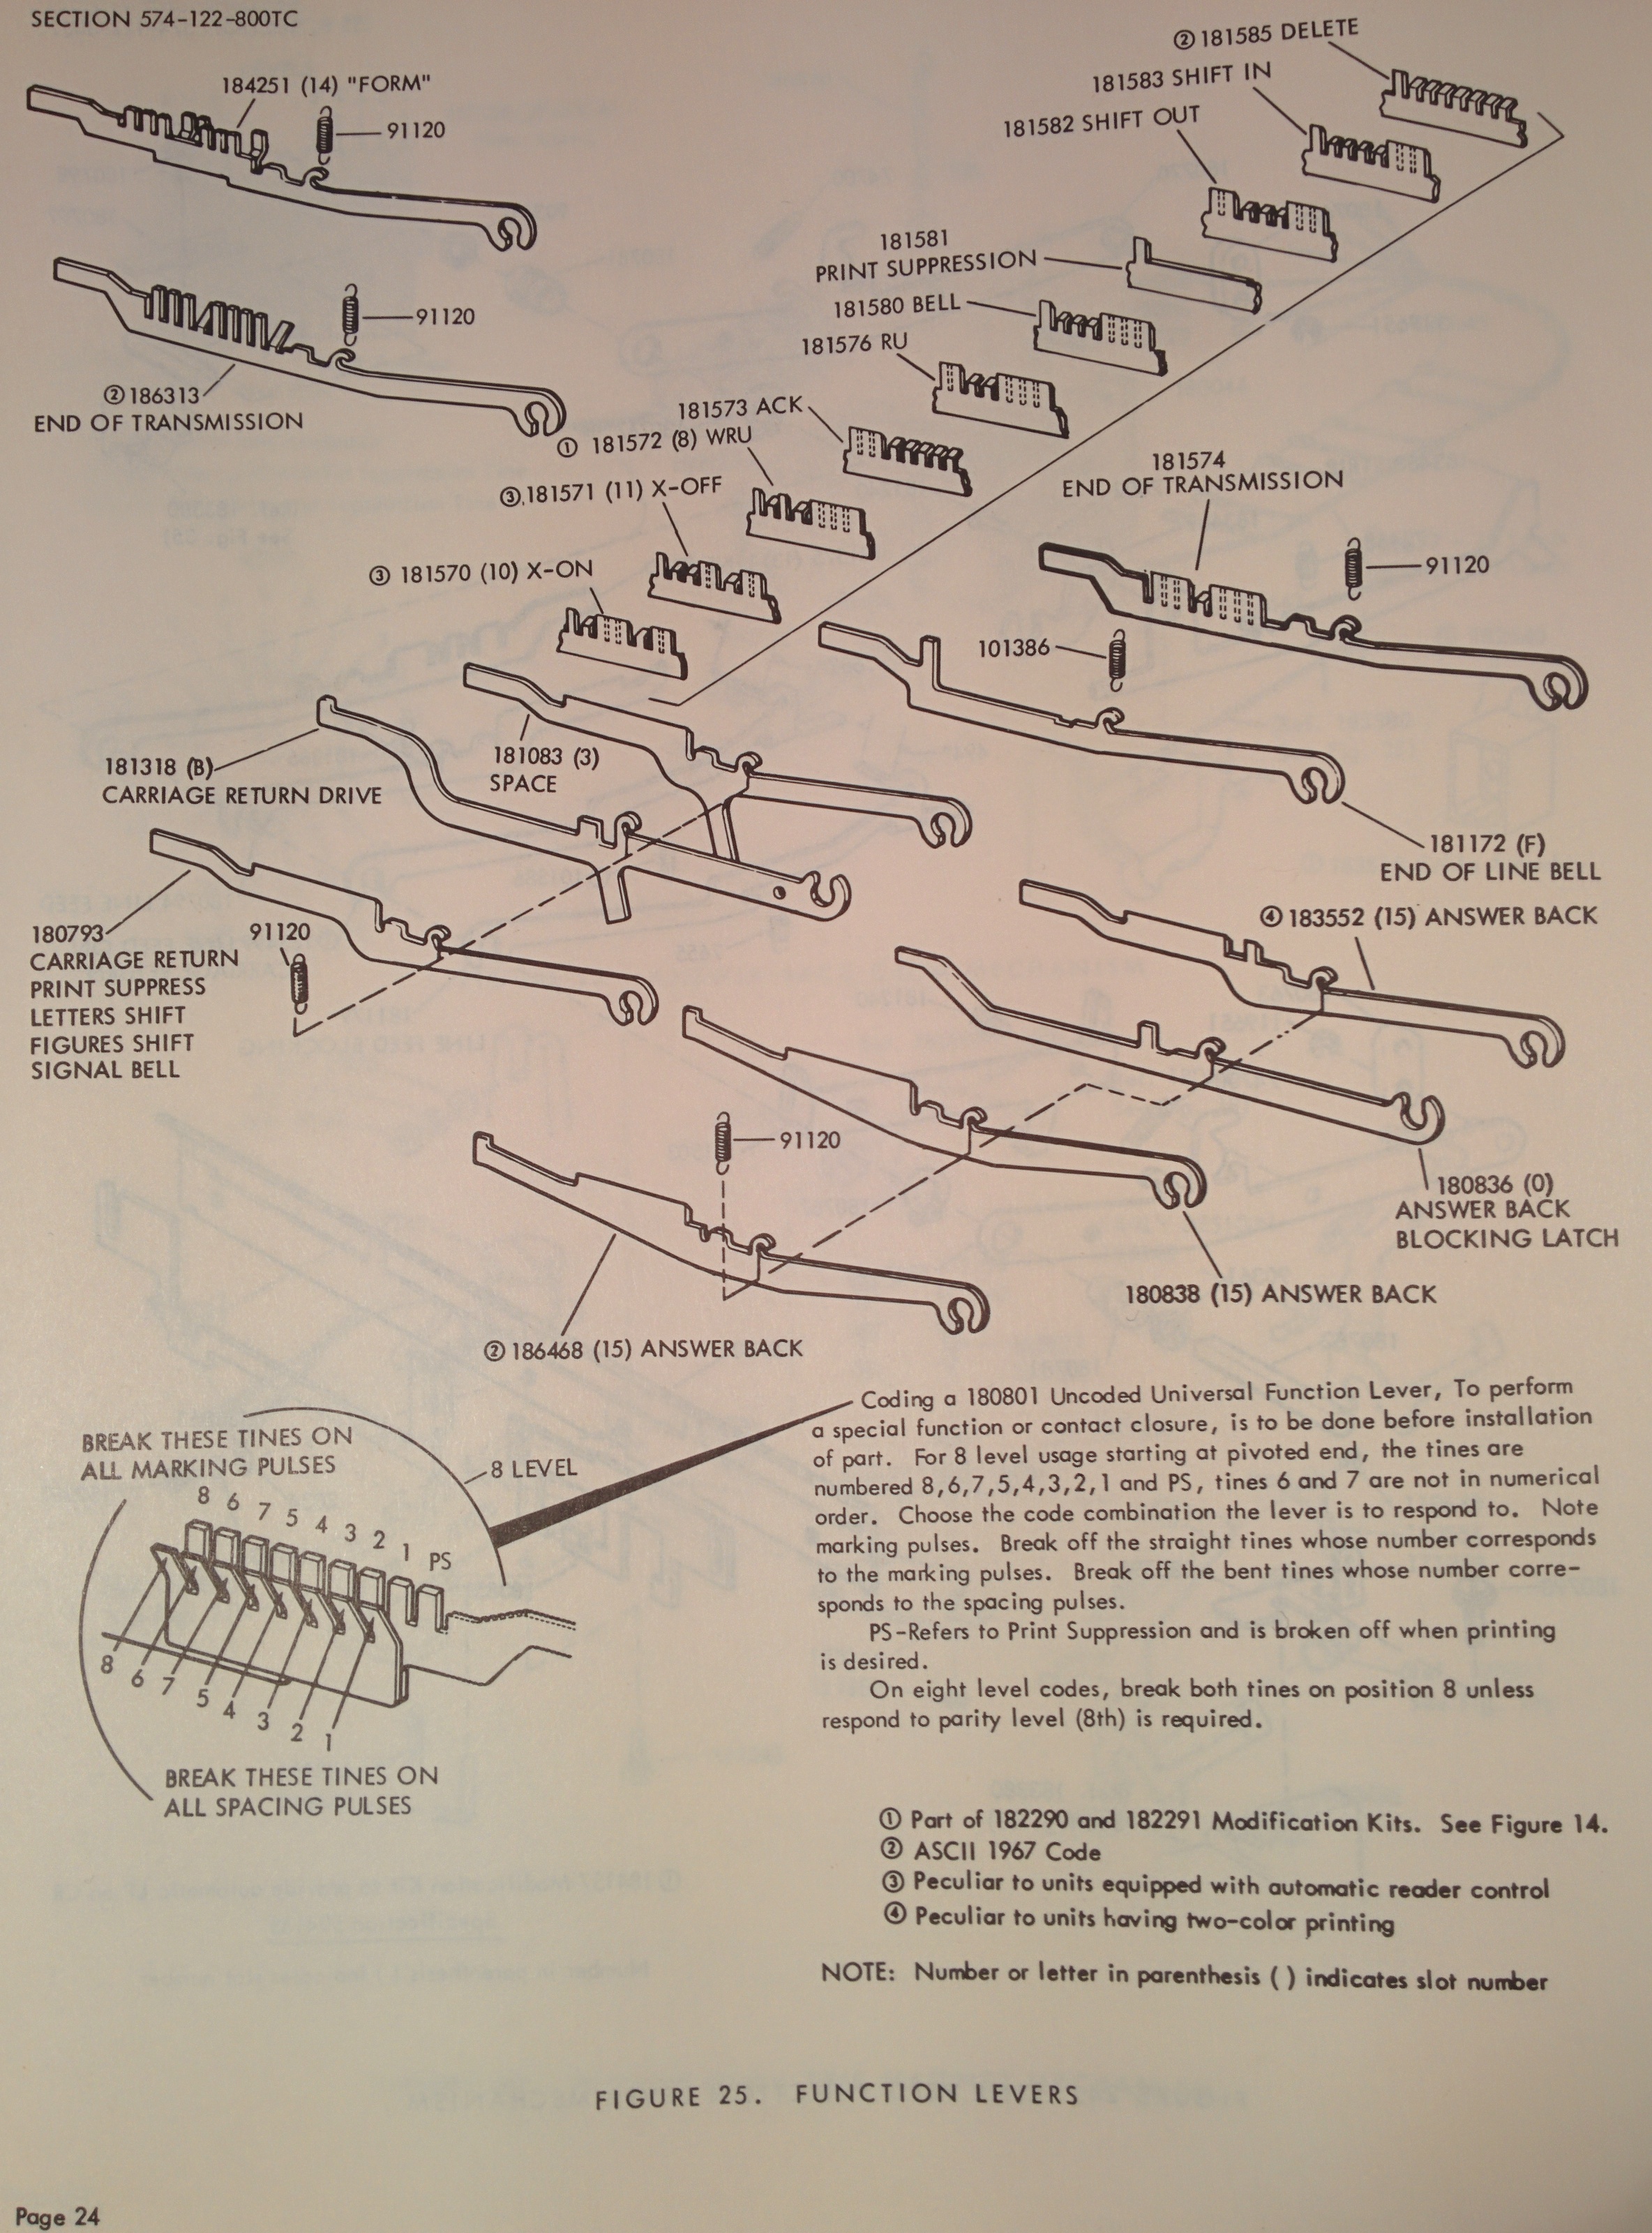 SECTION 574-122-800TC
184251 (14) "FORM"
91120
91120
② 186313
END OF TRANSMISSION
② 181585 DELETE
181583 SHIFT IN
181582 SHIFT OUT
181581
PRINT SUPPRESSION
181580 BELL
181576 RU
181573 ACK
① 181572 (8) WRU
③ 181571 (11) X-OFF
③ 181570 (10) X-ON
181574
END OF TRANSMISSION
91120
101386
181083 (3)
SPACE
181318 (B)
CARRIAGE RETURN DRIVE
181172 (F)
END OF LINE BELL
④ 183552 (15) ANSWER BACK
180793
CARRIAGE RETURN
PRINT SUPPRESS
LETTERS SHIFT
FIGURES SHIFT
SIGNAL BELL
91120
91120
180836 (0)
ANSWER BACK
BLOCKING LATCH
180838 (15) ANSWER BACK
② 186468 (15) ANSWER BACK
BREAK THESE TINES ON
ALL MARKING PULSES
8 LEVEL
8 6 7 5 4 3 2 1 PS
8 6 7 5 4 3 2 1
BREAK THESE TINES ON
ALL SPACING PULSES
Coding a 180801 Uncoded Universal Function Lever, To perform
a special function or contact closure, is to be done before installation
of part. For 8 level usage starting at pivoted end, the tines are
numbered 8,6,7,5,4,3,2,1 and PS, tines 6 and 7 are not in numerical
order. Choose the code combination the lever is to respond to. Note
marking pulses. Break off the straight tines whose number corresponds
to the marking pulses. Break off the bent tines whose number corre-
sponds to the spacing pulses.
PS-Refers to Print Suppression and is broken off when printing
is desired.
On eight level codes, break both tines on position 8 unless
respond to parity level (8th) is required.
① Part of 182290 and 182291 Modification Kits. See Figure 14.
② ASCII 1967 Code
③ Peculiar to units equipped with automatic reader control
④ Peculiar to units having two-color printing
NOTE: Number or letter in parenthesis ( ) indicates slot number
FIGURE 25. FUNCTION LEVERS
Page 24